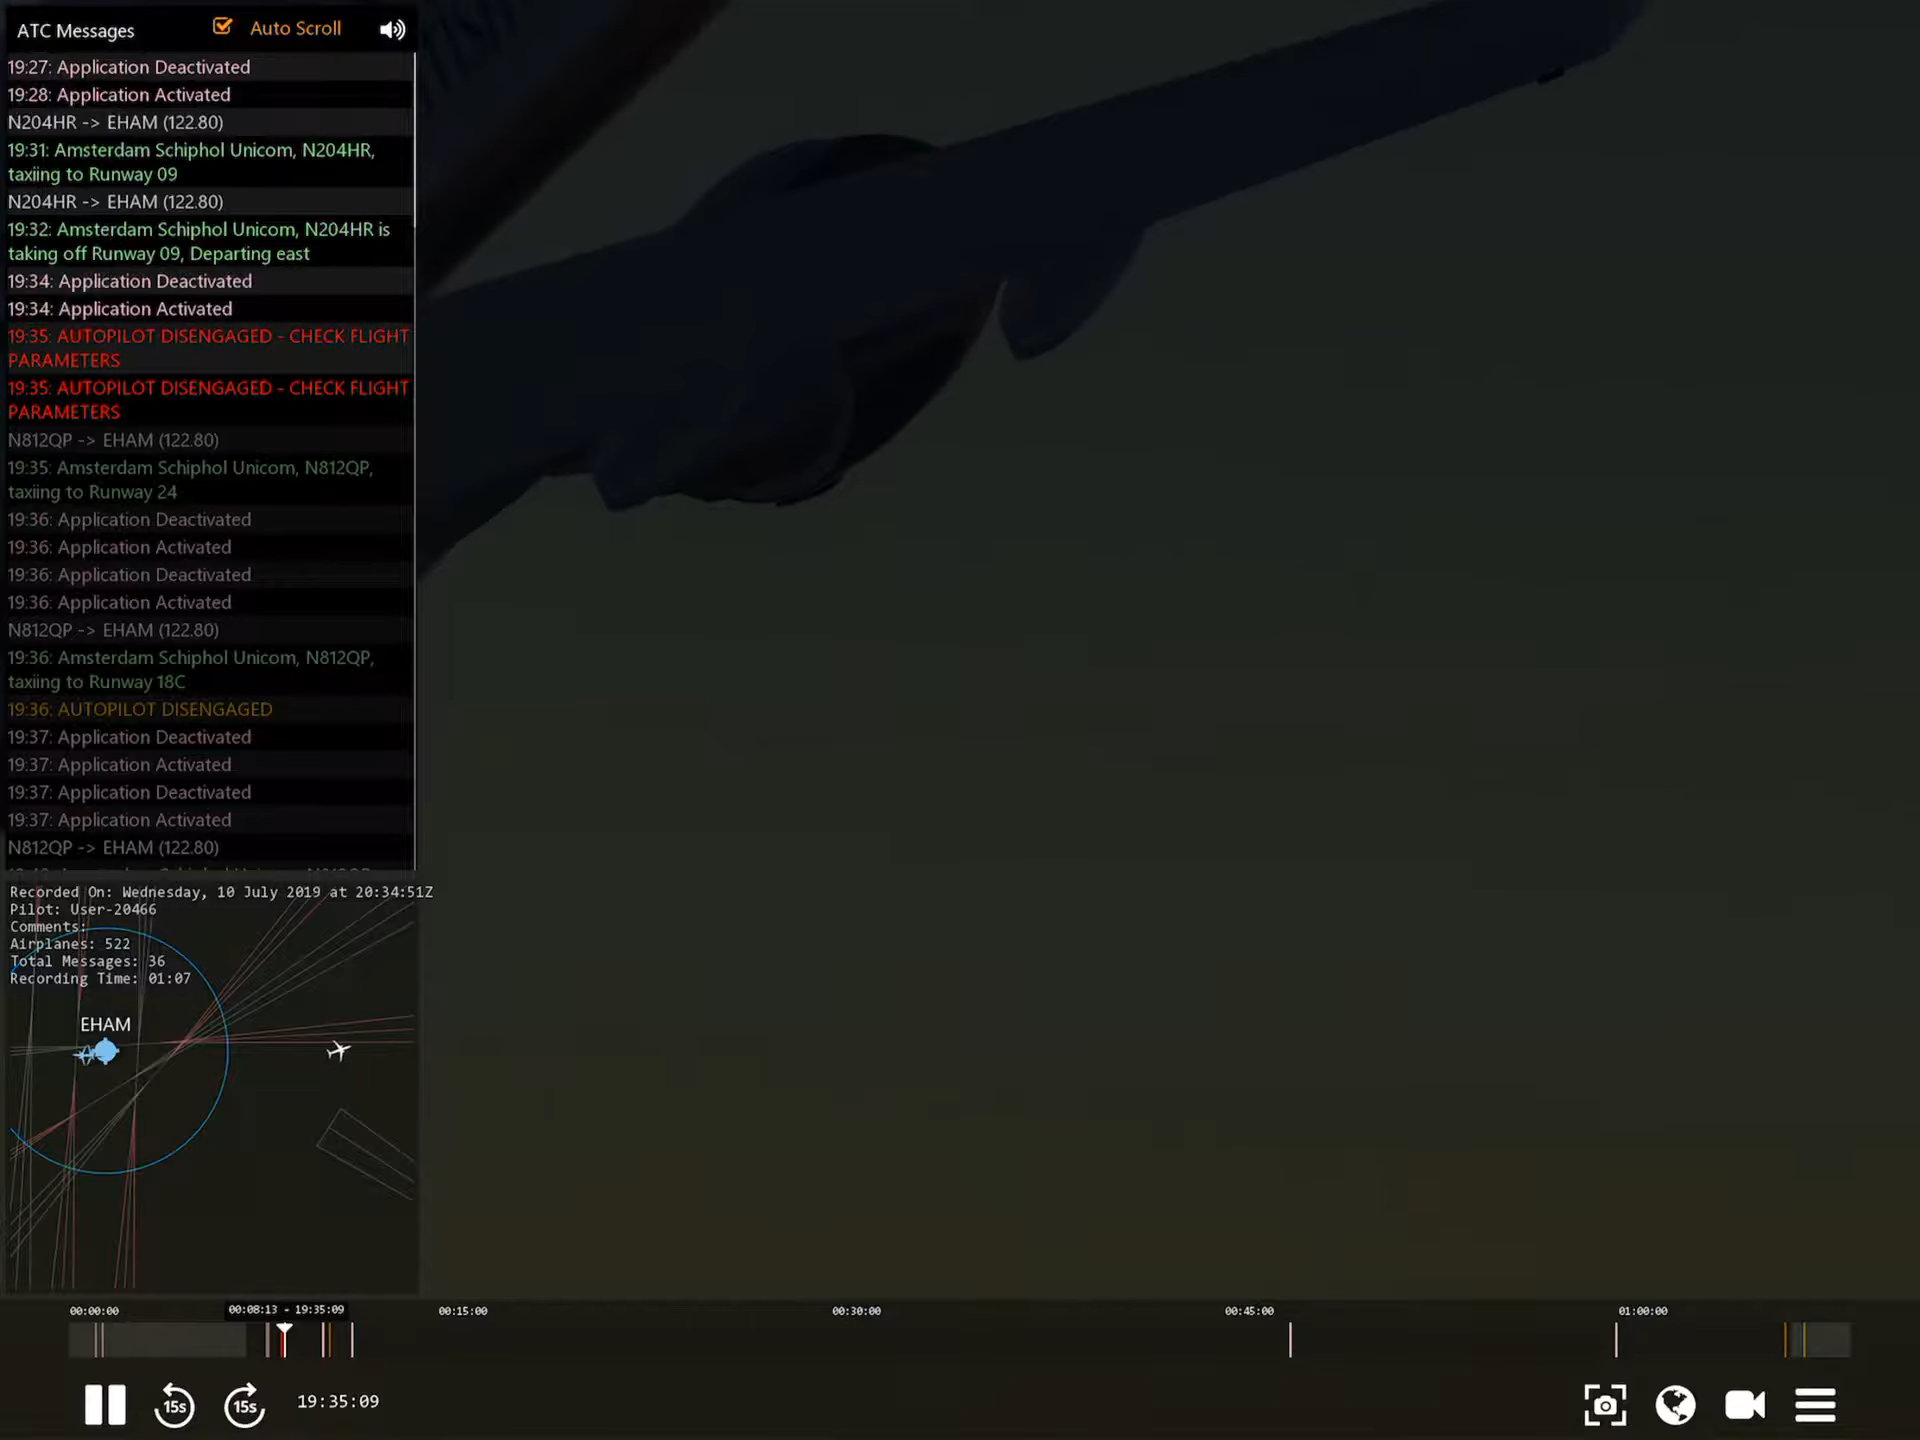 ATC Messages
Auto Scroll
19:27: Application Deactivated
19:28: Application Activated
N204HR -> EHAM (122.80)
19:31: Amsterdam Schiphol Unicom, N204HR,
taxiing to Runway 09
N204HR -> EHAM (122.80)
19:32: Amsterdam Schiphol Unicom, N204HR is
taking off Runway 09, Departing east
19:34: Application Deactivated
19:34: Application Activated
19:35: AUTOPILOT DISENGAGED - CHECK FLIGHT
PARAMETERS
19:35: AUTOPILOT DISENGAGED - CHECK FLIGHT
PARAMETERS
N812QP -> EHAM (122.80)
19:35: Amsterdam Schiphol Unicom, N812QP,
taxiing to Runway 24
19:36: Application Deactivated
19:36: Application Activated
19:36: Application Deactivated
19:36: Application Activated
N812QP -> EHAM (122.80)
19:36: Amsterdam Schiphol Unicom, N812QP,
taxiing to Runway 18C
19:36: AUTOPILOT DISENGAGED
19:37: Application Deactivated
19:37: Application Activated
19:37: Application Deactivated
19:37: Application Activated
N812QP -> EHAM (122.80)
Recorded On: Wednesday, 10 July 2019 at 20:34:51Z
Pilot: User-20466
Comments:
Airplanes: 522
Total Messages: 36
Recording Time: 01:07
EHAM
00:00:00
00:08:13 - 19:35:09
00:15:00
00:30:00
00:45:00
01:00:00
15s
15s
19:35:09